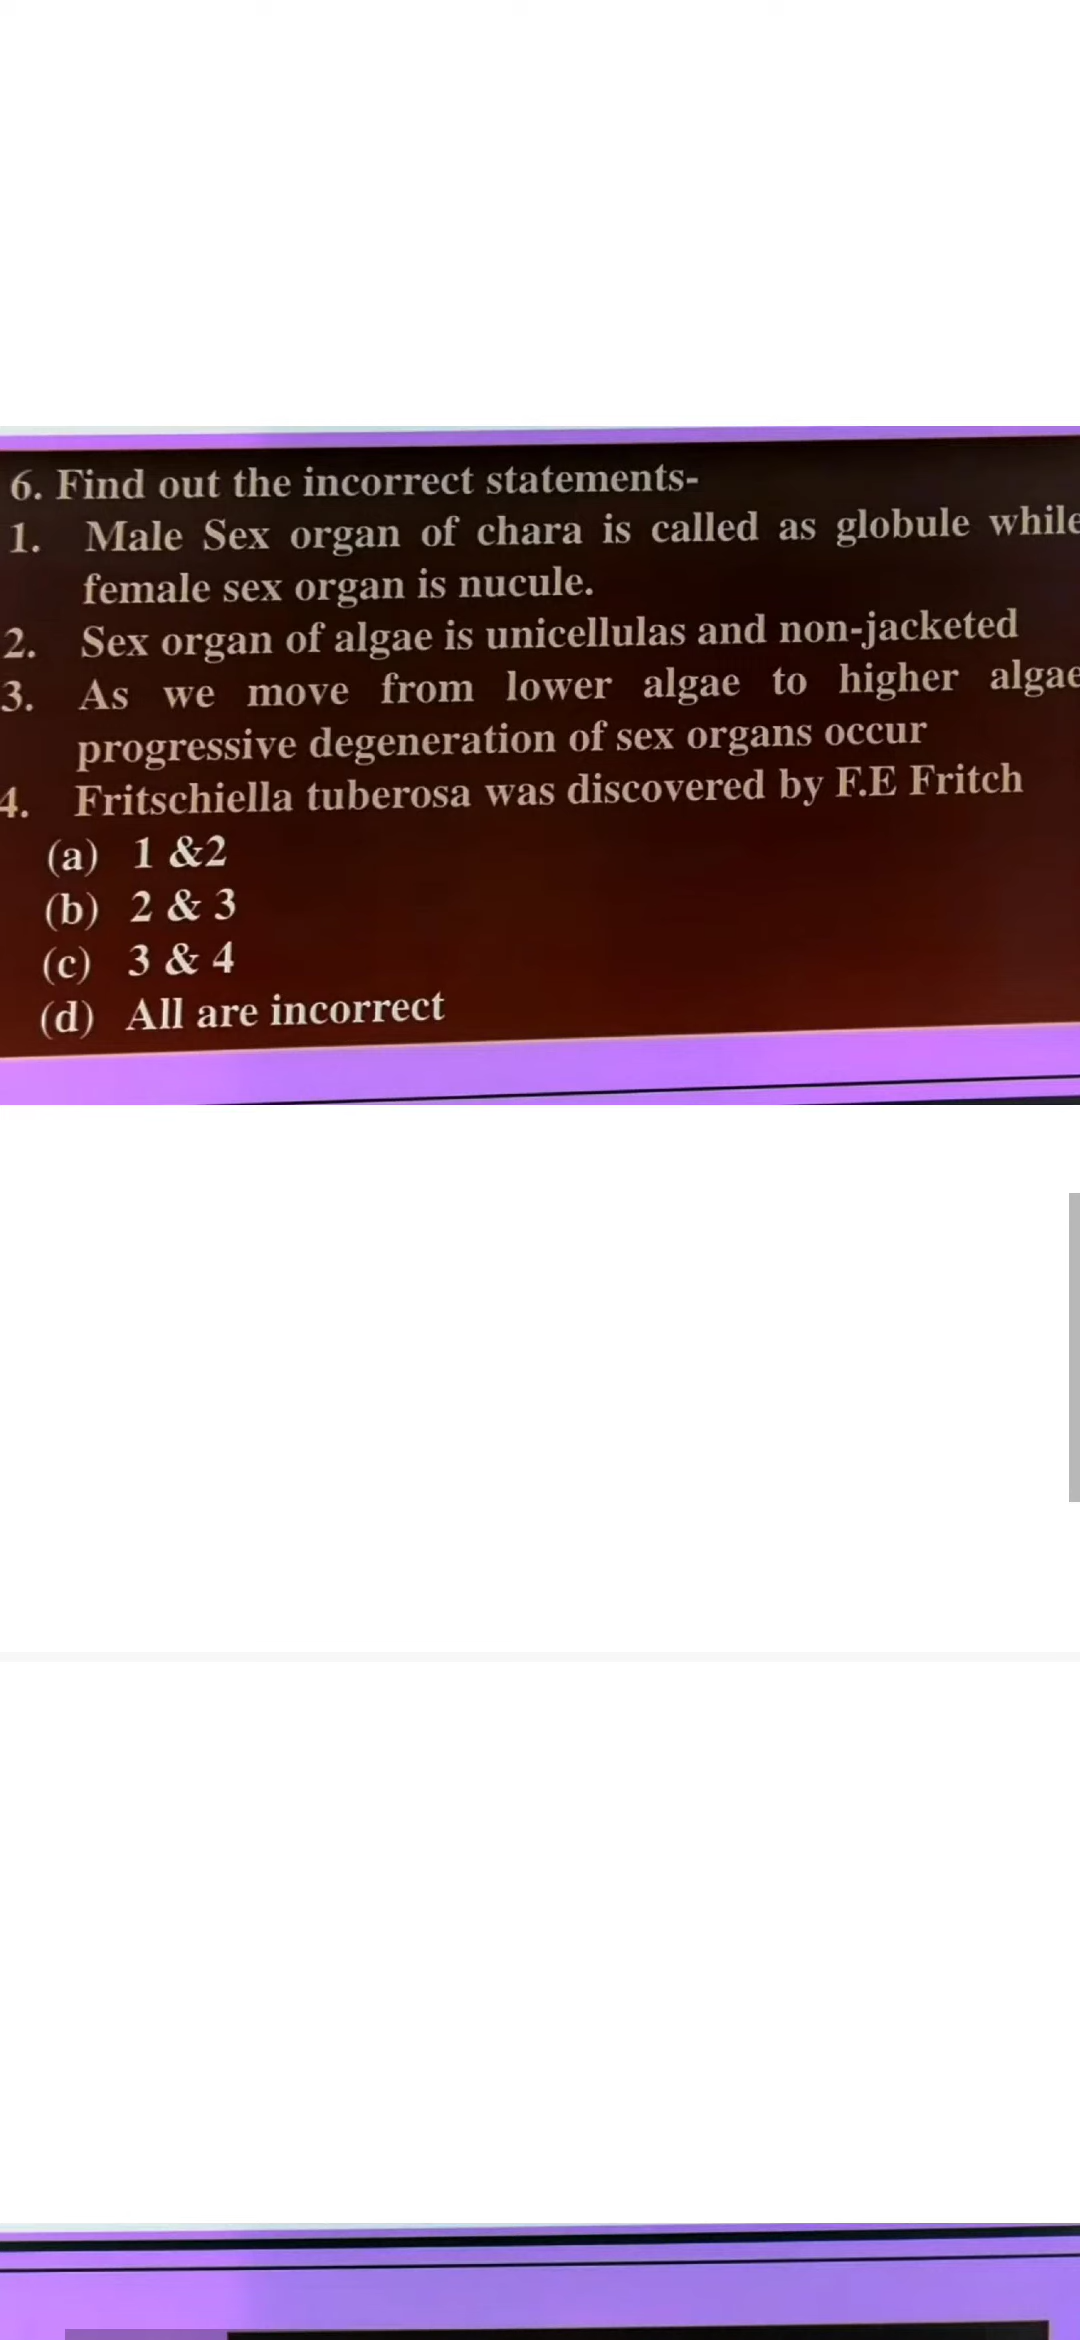 6. Find out the incorrect statements-
1. Male Sex organ of chara is called as globule while
female sex organ is nucule.
2. Sex organ of algae is unicellulas and non-jacketed
3. As we move from lower algae to higher algae
progressive degeneration of sex organs occur
4. Fritschiella tuberosa was discovered by F.E Fritch
(a) 1 &2
(b) 2 & 3
(c) 3 & 4
(d) All are incorrect